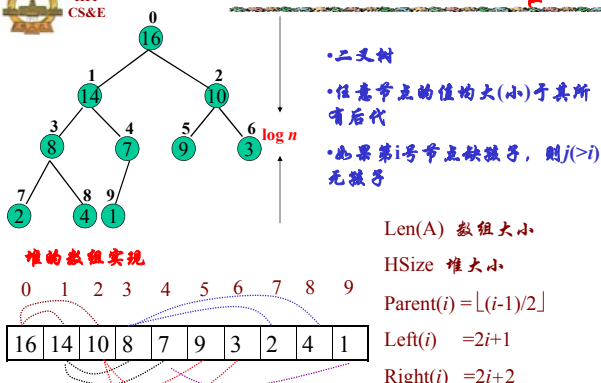 CS&E
0
16
1
2
14
10
3
4
5
6
8
7
9
3
log n
7
8
9
2
4
1
•二叉树
•任意节点的值均大(小)于其所
有后代
•如果第i号节点缺孩子，则j(>i)
无孩子
堆的数组实现
0 1 2 3 4 5 6 7 8 9
16 14 10 8 7 9 3 2 4 1
Len(A) 数组大小
HSize 堆大小
Parent(i) =⌊(i-1)/2⌋
Left(i) =2i+1
Right(i) =2i+2